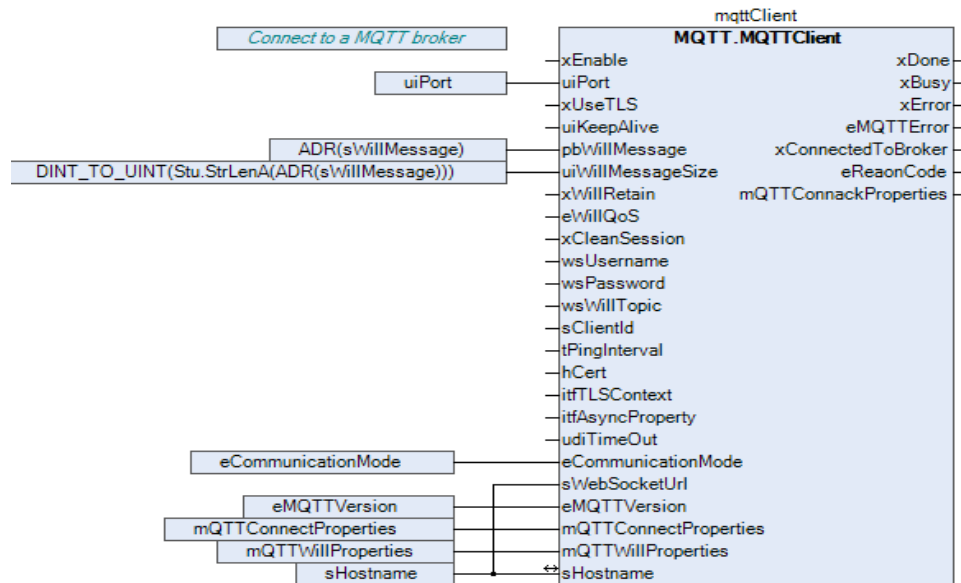 mqttClient
Connect to a MQTT broker
MQTT.MQTTClient
xEnable xDone
uiPort uiPort xBusy
xUseTLS xError
uiKeepAlive eMQTTError
ADR(sWillMessage) pbWillMessage xConnectedToBroker
DINT_TO_UINT(Stu.StrLenA(ADR(sWillMessage))) uiWillMessageSize eReaonCode
xWillRetain mQTTConnackProperties
eWillQoS
xCleanSession
wsUsername
wsPassword
wsWillTopic
sClientId
tPingInterval
hCert
itfTLSContext
itfAsyncProperty
udiTimeOut
eCommunicationMode eCommunicationMode
sWebSocketUrl
eMQTTVersion eMQTTVersion
mQTTConnectProperties mQTTConnectProperties
mQTTWillProperties mQTTWillProperties
sHostname sHostname